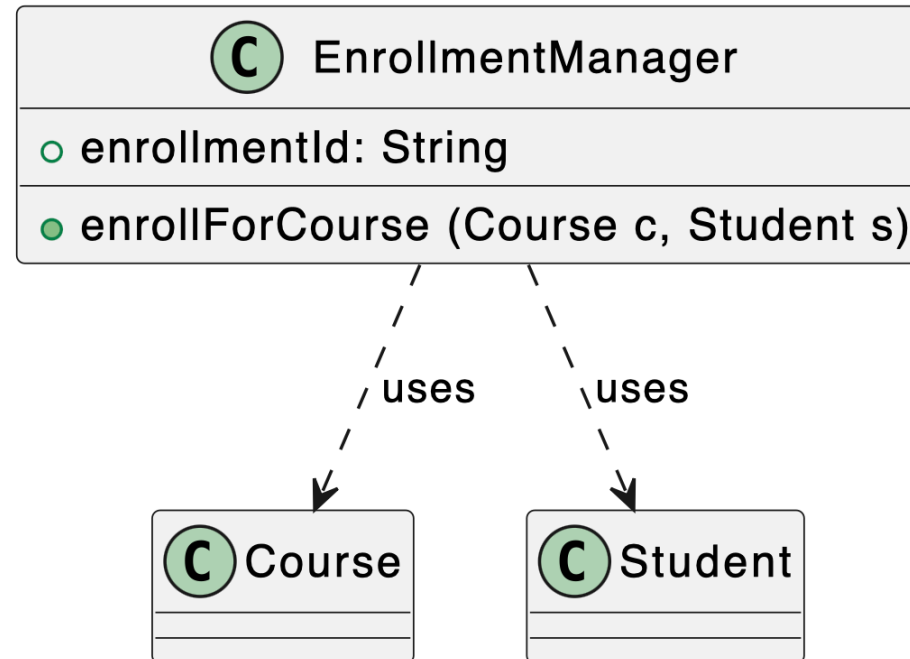 C EnrollmentManager
enrollmentId: String
enrollForCourse (Course c, Student s)
uses uses
C Course C Student